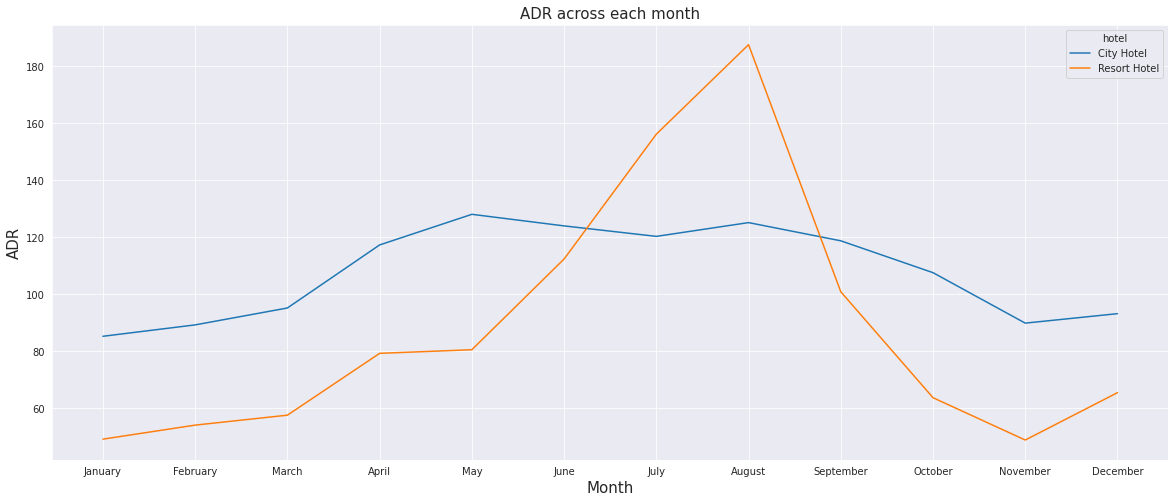 ADR across each month
hotel
City Hotel
Resort Hotel
ADR
180
160
140
120
100
80
60
January February March April May June July August September October November December
Month